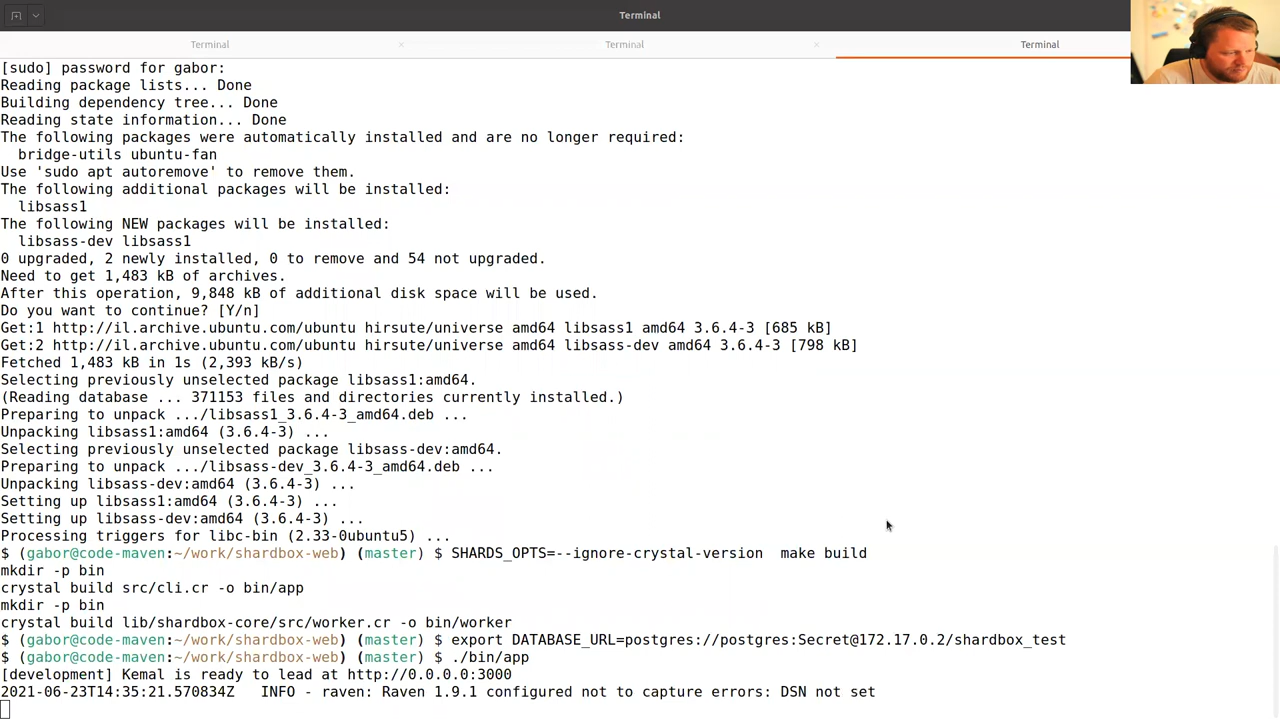 Terminal
Terminal × Terminal × Terminal
[sudo] password for gabor:
Reading package lists... Done
Building dependency tree... Done
Reading state information... Done
The following packages were automatically installed and are no longer required:
  bridge-utils ubuntu-fan
Use 'sudo apt autoremove' to remove them.
The following additional packages will be installed:
  libsass1
The following NEW packages will be installed:
  libsass-dev libsass1
0 upgraded, 2 newly installed, 0 to remove and 54 not upgraded.
Need to get 1,483 kB of archives.
After this operation, 9,848 kB of additional disk space will be used.
Do you want to continue? [Y/n]
Get:1 http://il.archive.ubuntu.com/ubuntu hirsute/universe amd64 libsass1 amd64 3.6.4-3 [685 kB]
Get:2 http://il.archive.ubuntu.com/ubuntu hirsute/universe amd64 libsass-dev amd64 3.6.4-3 [798 kB]
Fetched 1,483 kB in 1s (2,393 kB/s)
Selecting previously unselected package libsass1:amd64.
(Reading database ... 371153 files and directories currently installed.)
Preparing to unpack .../libsass1_3.6.4-3_amd64.deb ...
Unpacking libsass1:amd64 (3.6.4-3) ...
Selecting previously unselected package libsass-dev:amd64.
Preparing to unpack .../libsass-dev_3.6.4-3_amd64.deb ...
Unpacking libsass-dev:amd64 (3.6.4-3) ...
Setting up libsass1:amd64 (3.6.4-3) ...
Setting up libsass-dev:amd64 (3.6.4-3) ...
Processing triggers for libc-bin (2.33-0ubuntu5) ...
$ (gabor@code-maven:~/work/shardbox-web) (master) $ SHARDS_OPTS=--ignore-crystal-version  make build
mkdir -p bin
crystal build src/cli.cr -o bin/app
mkdir -p bin
crystal build lib/shardbox-core/src/worker.cr -o bin/worker
$ (gabor@code-maven:~/work/shardbox-web) (master) $ export DATABASE_URL=postgres://postgres:Secret@172.17.0.2/shardbox_test
$ (gabor@code-maven:~/work/shardbox-web) (master) $ ./bin/app
[development] Kemal is ready to lead at http://0.0.0.0:3000
2021-06-23T14:35:21.570834Z   INFO - raven: Raven 1.9.1 configured not to capture errors: DSN not set